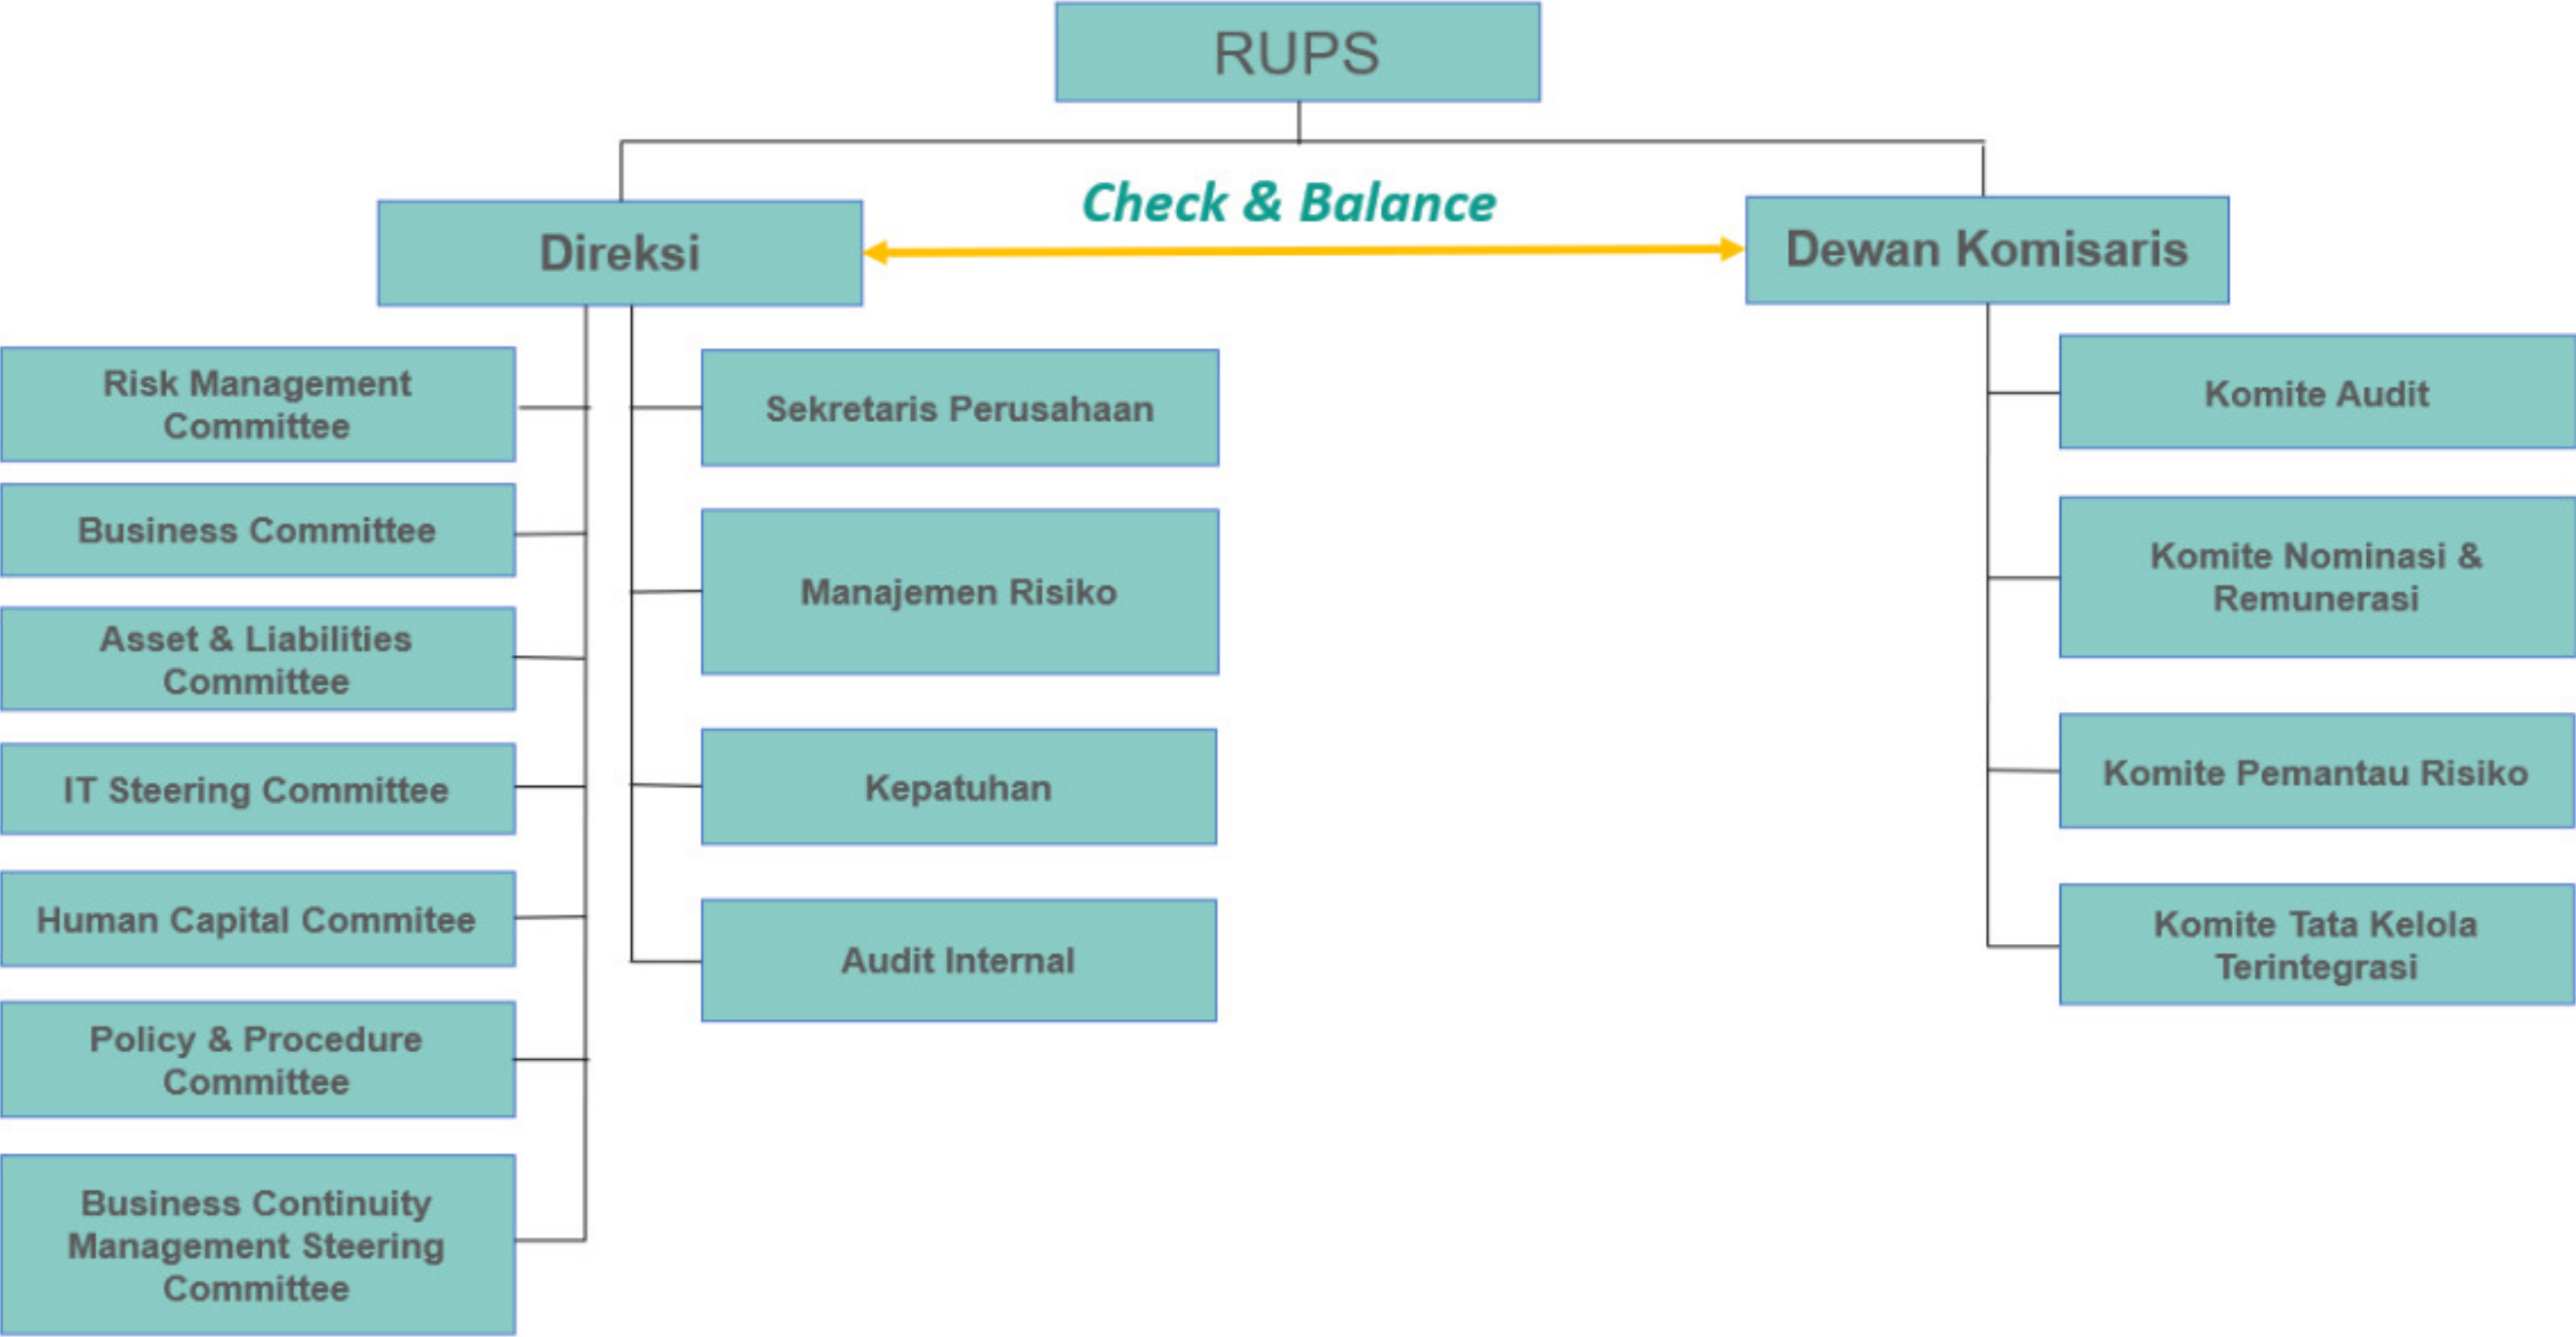 RUPS
Check & Balance
Direksi
Dewan Komisaris
Risk Management
Committee
Business Committee
Asset & Liabilities
Committee
IT Steering Committee
Human Capital Commitee
Policy & Procedure
Committee
Business Continuity
Management Steering
Committee
Sekretaris Perusahaan
Manajemen Risiko
Kepatuhan
Audit Internal
Komite Audit
Komite Nominasi &
Remunerasi
Komite Pemantau Risiko
Komite Tata Kelola
Terintegrasi